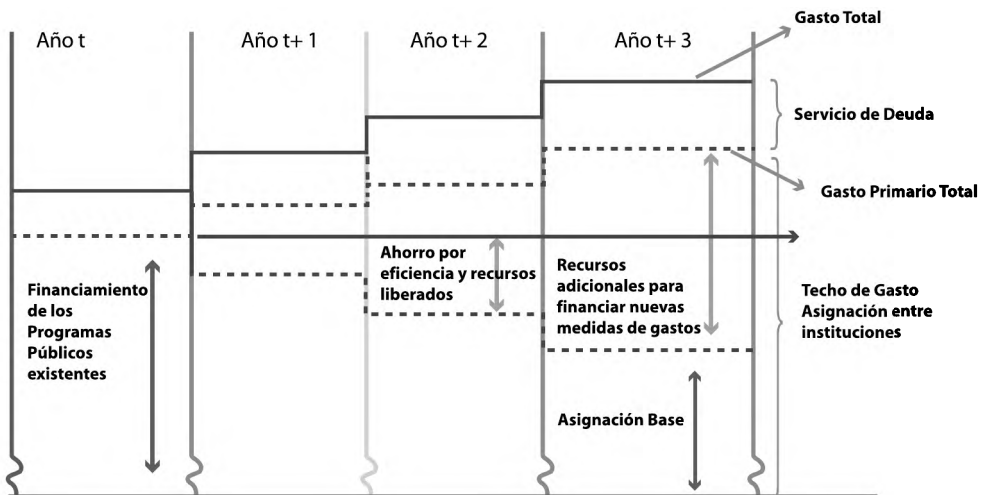 Gasto Total
Año t
Año t+ 1
Año t+ 2
Año t+ 3
Servicio de Deuda
Gasto Primario Total
Ahorro por
eficiencia y recursos
liberados
Recursos
adicionales para
financiar nuevas
medidas de gastos
Financiamiento
de los
Programas
Públicos
existentes
Techo de Gasto
Asignación entre
instituciones
Asignación Base